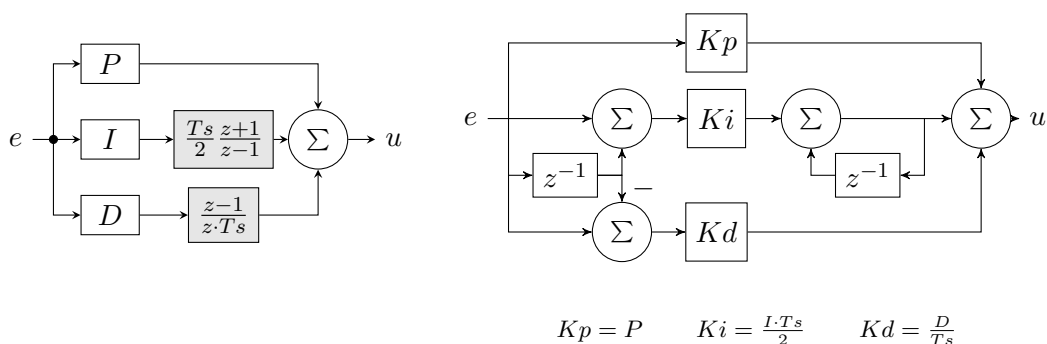 e
P
I
D
Ts/2 z+1/z−1
z−1/z·Ts
Σ
u
e
Kp
Σ
Ki
Σ
Σ
u
z⁻¹
z⁻¹
−
Σ
Kd
Kp = P
Ki = I·Ts/2
Kd = D/Ts